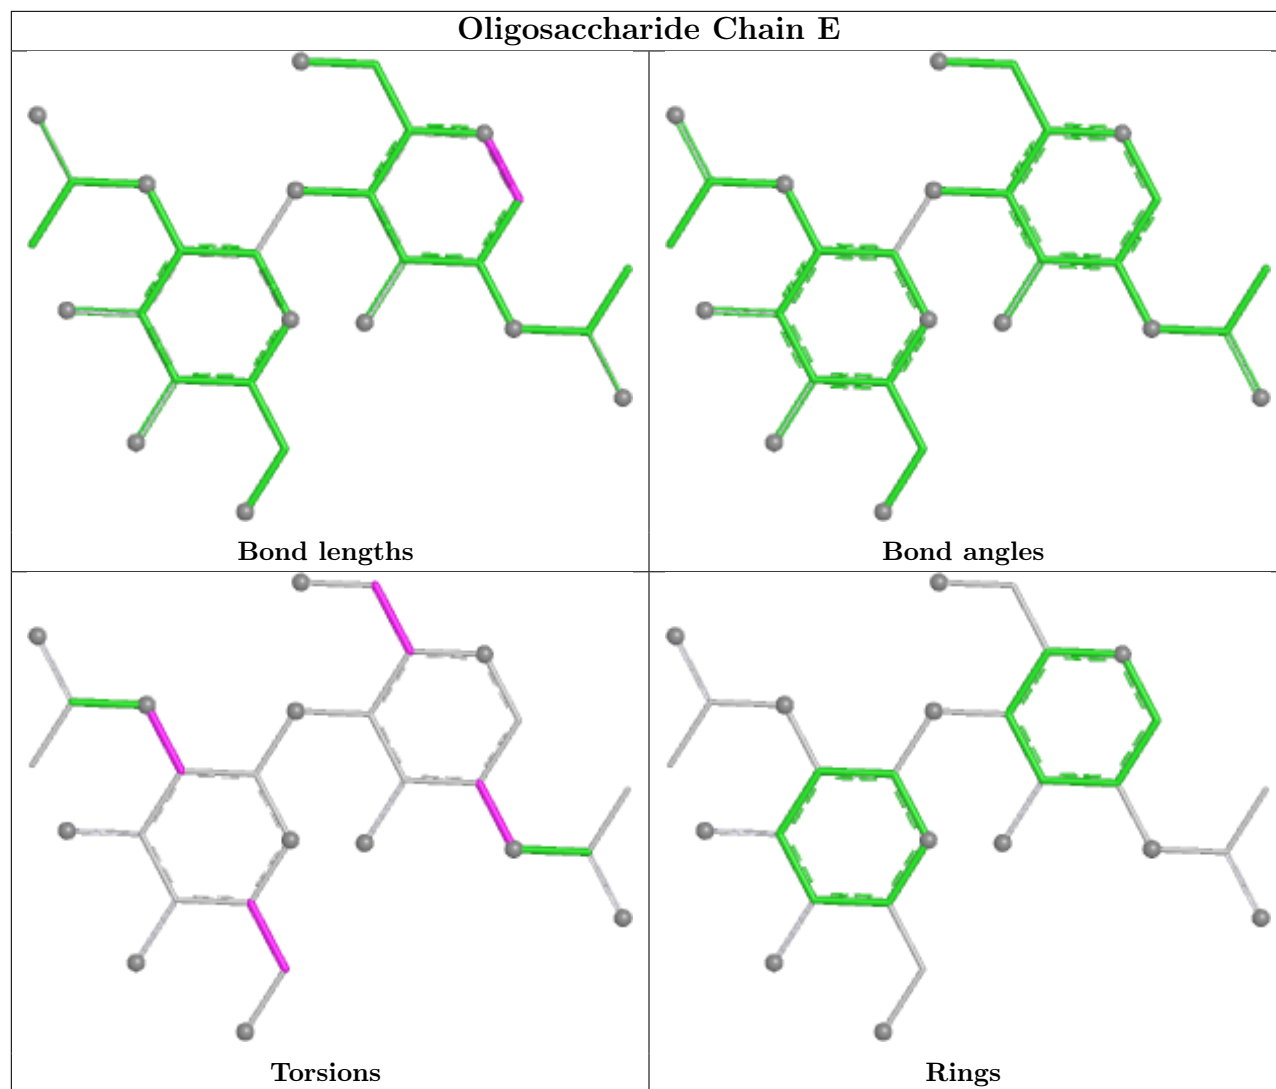 Oligosaccharide Chain E
Bond lengths
Bond angles
Torsions
Rings